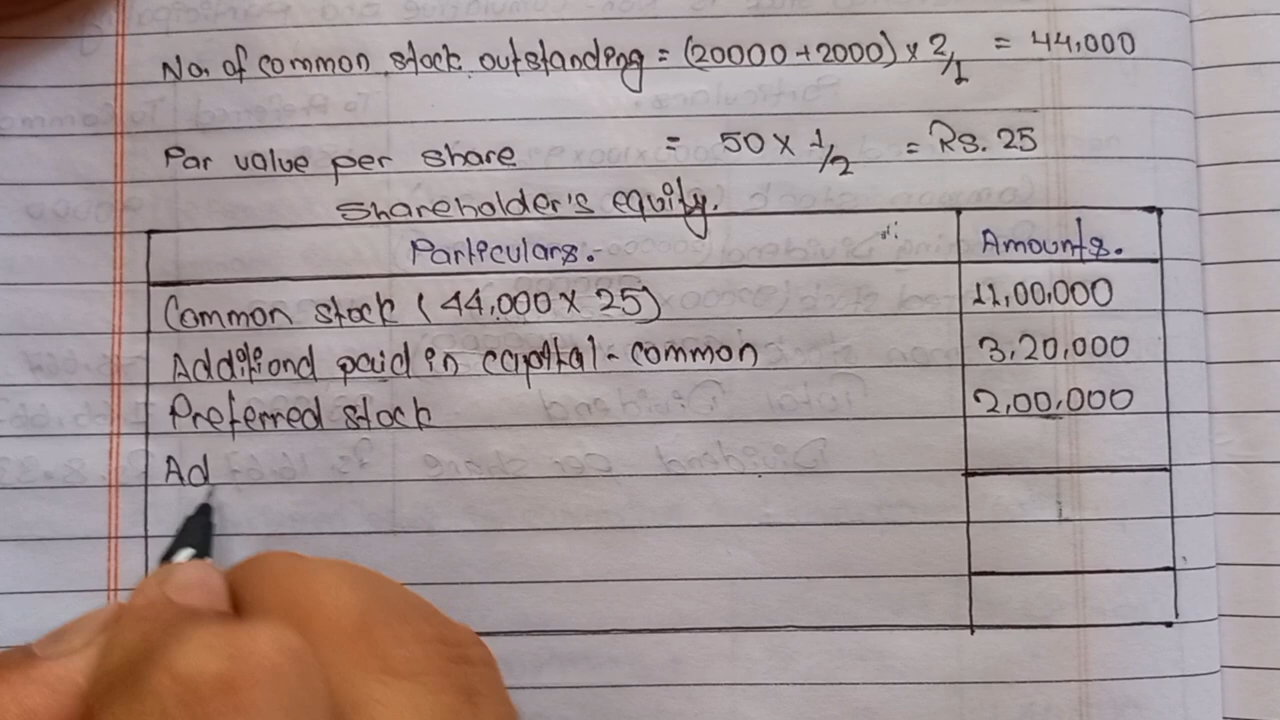 No. of common stock outstanding = (20000+2000) × 2/1 = 44,000
Par value per share = 50 × 1/2 = Rs. 25
Shareholder's equity.
Particulars. Amounts.
Common stock (44,000 × 25) 11,00,000
Additional paid in capital - common 3,20,000
Preferred stock 2,00,000
Ad